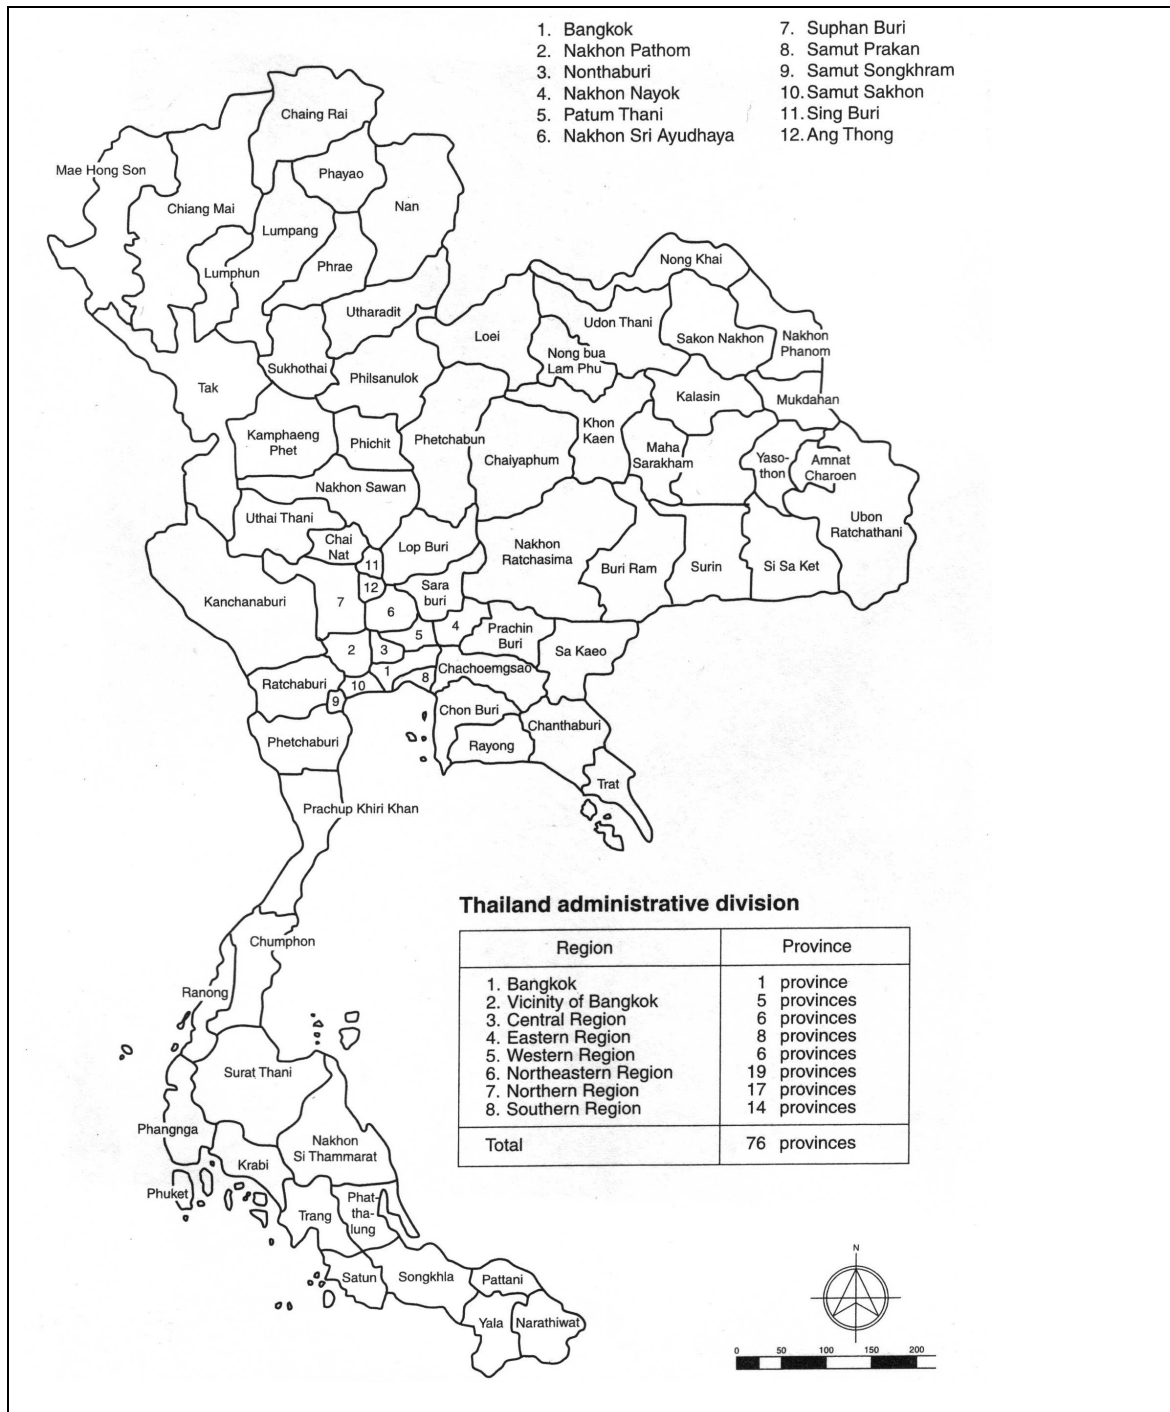 1. Bangkok
2. Nakhon Pathom
3. Nonthaburi
4. Nakhon Nayok
5. Patum Thani
6. Nakhon Sri Ayudhaya
7. Suphan Buri
8. Samut Prakan
9. Samut Songkhram
10. Samut Sakhon
11. Sing Buri
12. Ang Thong
Chaing Rai
Mae Hong Son
Phayao
Chiang Mai
Nan
Lumpang
Lumphun
Phrae
Nong Khai
Utharadit
Udon Thani
Loei
Sakon Nakhon
Nakhon
Phanom
Nong bua
Lam Phu
Sukhothai
Philsanulok
Tak
Kalasin
Mukdahan
Kamphaeng
Phet
Phichit
Phetchabun
Khon
Kaen
Chaiyaphum
Maha
Sarakham
Yaso-
thon
Amnat
Charoen
Nakhon Sawan
Uthai Thani
Ubon
Ratchathani
Chai
Nat
Lop Buri
Nakhon
Ratchasima
11
Buri Ram
Surin
Si Sa Ket
12
Sara
buri
Kanchanaburi
7
6
4
5
Prachin
Buri
2
3
Sa Kaeo
1
8
Chachoemgsao
Ratchaburi
10
9
Chon Buri
Chanthaburi
Phetchaburi
Rayong
Trat
Prachup Khiri Khan
Chumphon
Ranong
Surat Thani
Phangnga
Nakhon
Si Thammarat
Krabi
Phuket
Phat-
tha-
lung
Trang
Satun
Songkhla
Pattani
Yala
Narathiwat
Thailand administrative division
Region Province
1. Bangkok 1 province
2. Vicinity of Bangkok 5 provinces
3. Central Region 6 provinces
4. Eastern Region 8 provinces
5. Western Region 6 provinces
6. Northeastern Region 19 provinces
7. Northern Region 17 provinces
8. Southern Region 14 provinces
Total 76 provinces
N
0 50 100 150 200